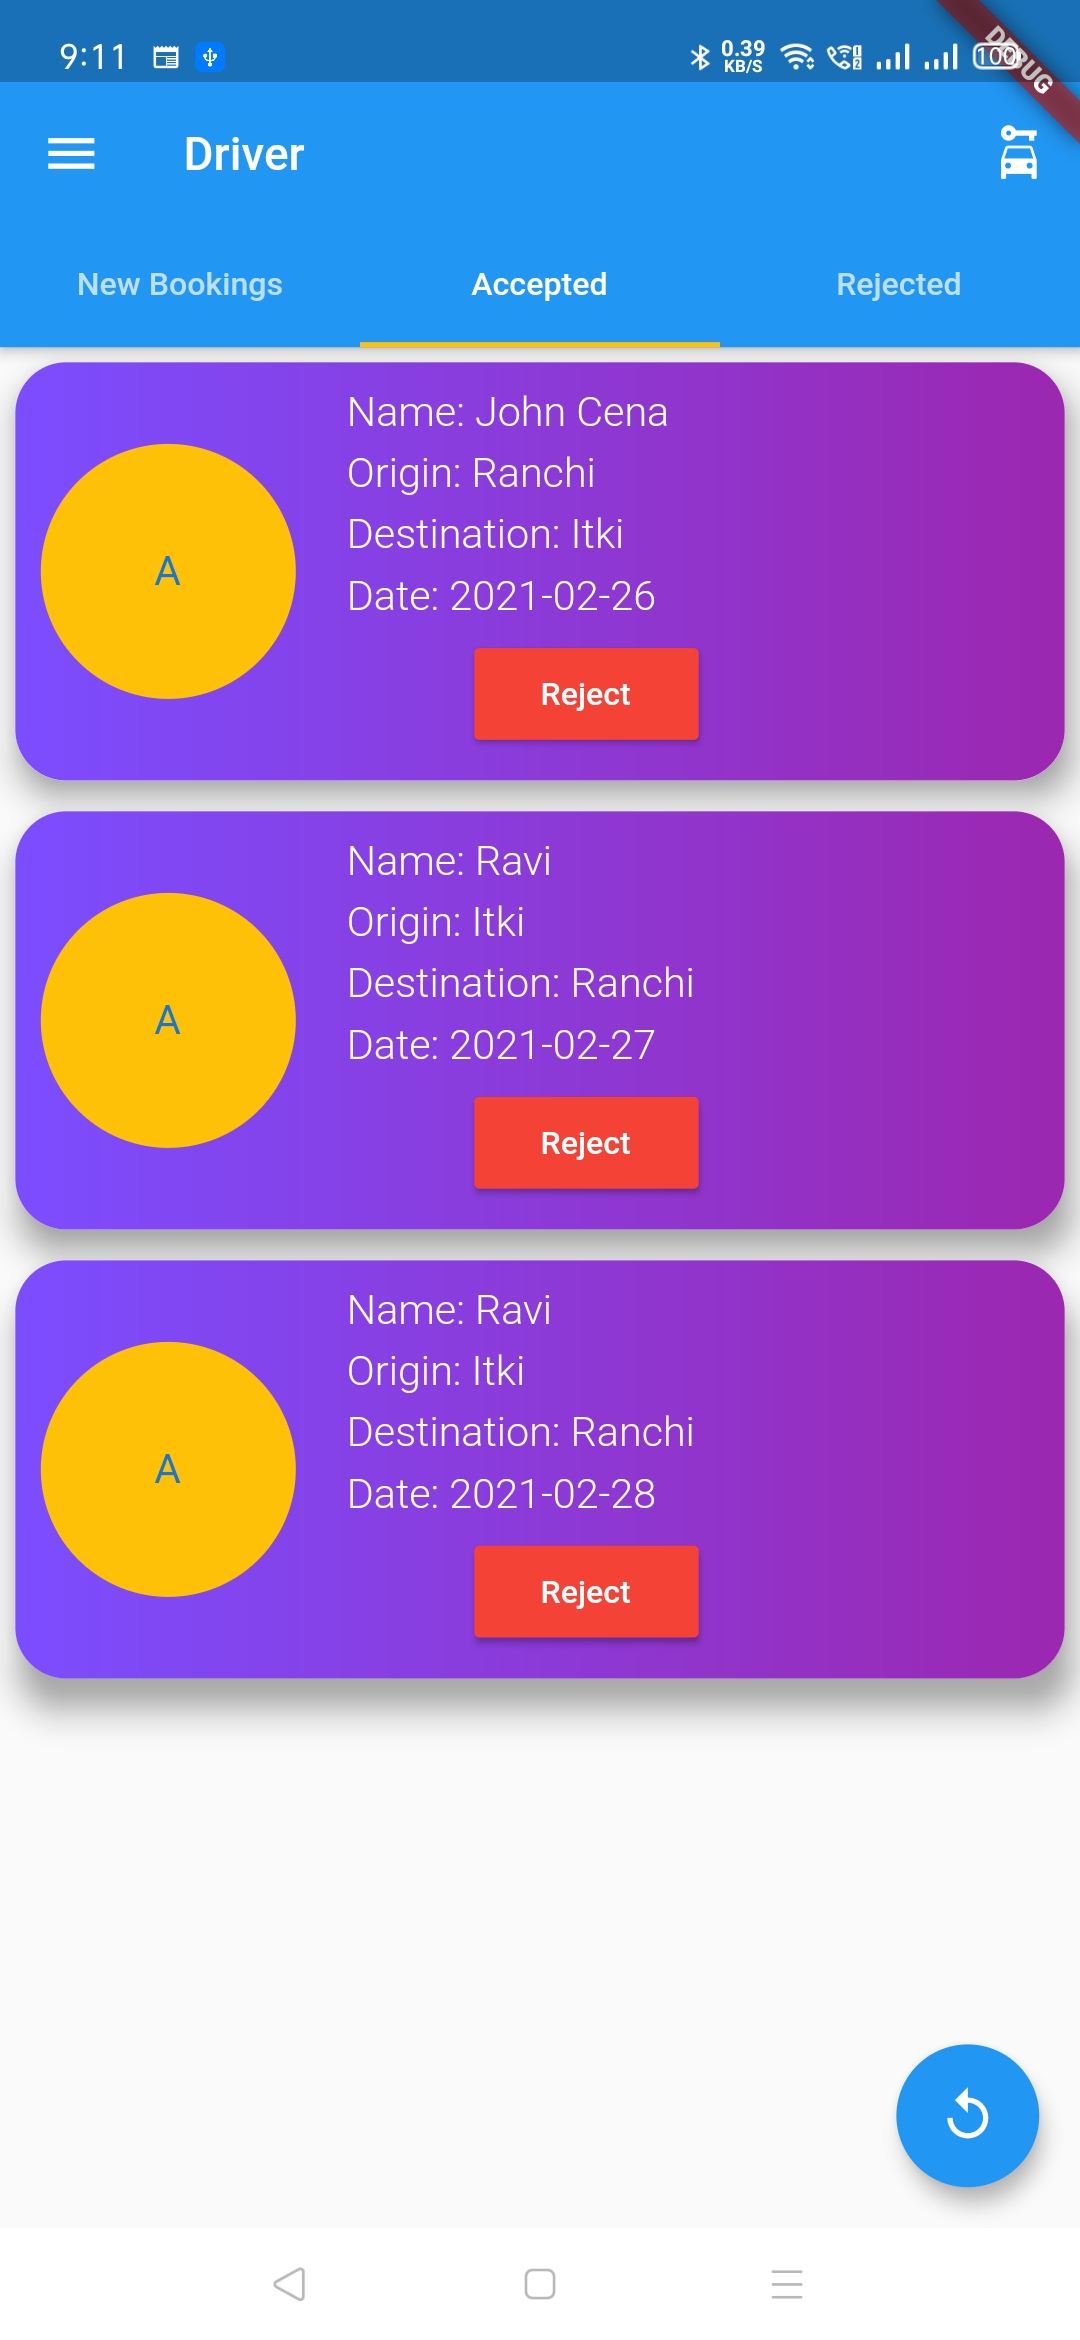 9:11
0.39
KB/S
100
DEBUG
Driver
New Bookings
Accepted
Rejected
Name: John Cena
Origin: Ranchi
Destination: Itki
Date: 2021-02-26
A
Reject
Name: Ravi
Origin: Itki
Destination: Ranchi
Date: 2021-02-27
A
Reject
Name: Ravi
Origin: Itki
Destination: Ranchi
Date: 2021-02-28
A
Reject